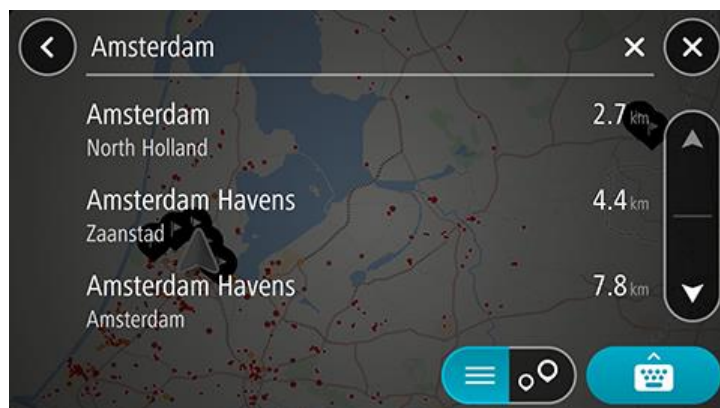 Amsterdam
Amsterdam 2.7 km
North Holland
Amsterdam Havens 4.4 km
Zaanstad
Amsterdam Havens 7.8 km
Amsterdam